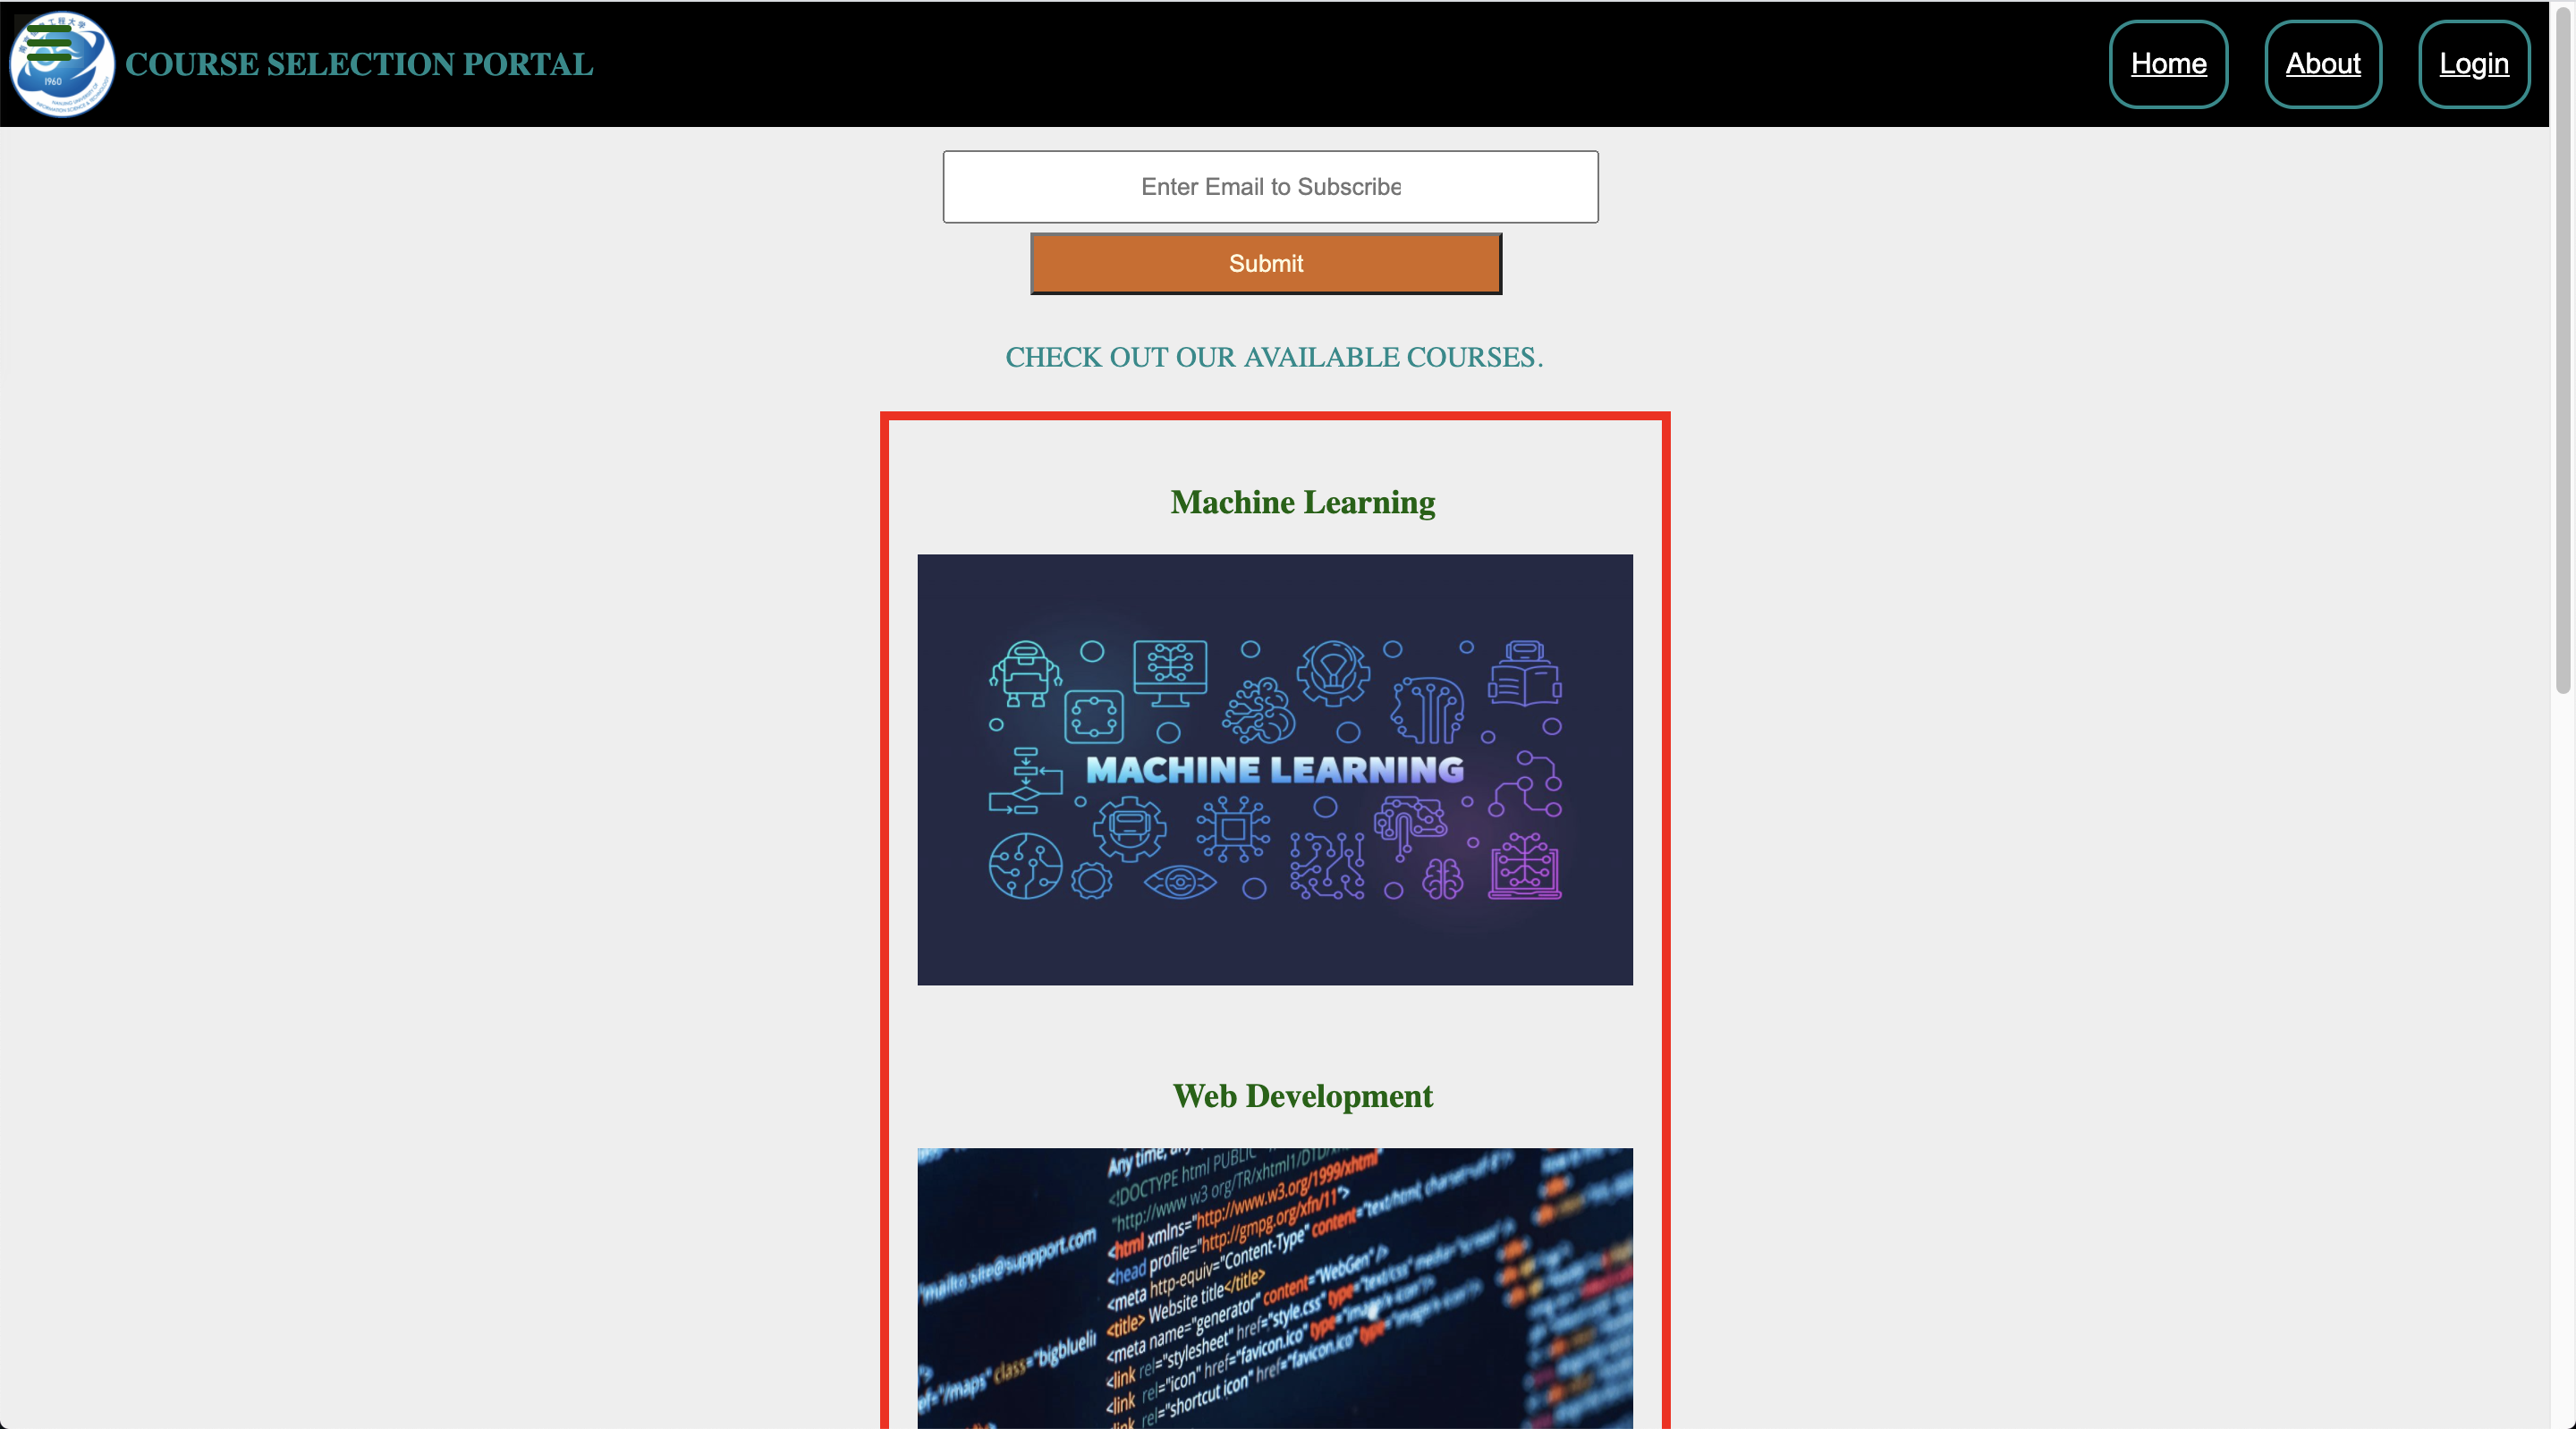 1960
COURSE SELECTION PORTAL
Home
About
Login
Enter Email to Subscribe
Submit
CHECK OUT OUR AVAILABLE COURSES.
Machine Learning
MACHINE LEARNING
Web Development
Any time, any
<!DOCTYPE html PUBLIC "
"http://www w3 org/TR/xhtml1/DTD/
<html xmlns="http://www.w3.org/1999/xhtml"
<head profile="http://gmpg.org/xfn/11">
<meta http-equiv="Content-Type" content="text/html; charset=utf-8"/>
<title> Website title</title>
<meta name="generator" content="WebGen" />
<link rel="stylesheet" href="style.css" type="text/css" media="screen" />
<link rel="icon" href="favicon.ico" type="image/x-icon"/>
<link rel="shortcut icon" href="favicon.ico" type="image/x-icon"/>
"mailto:site@suppport.com
ef="/maps" class="bigblueli